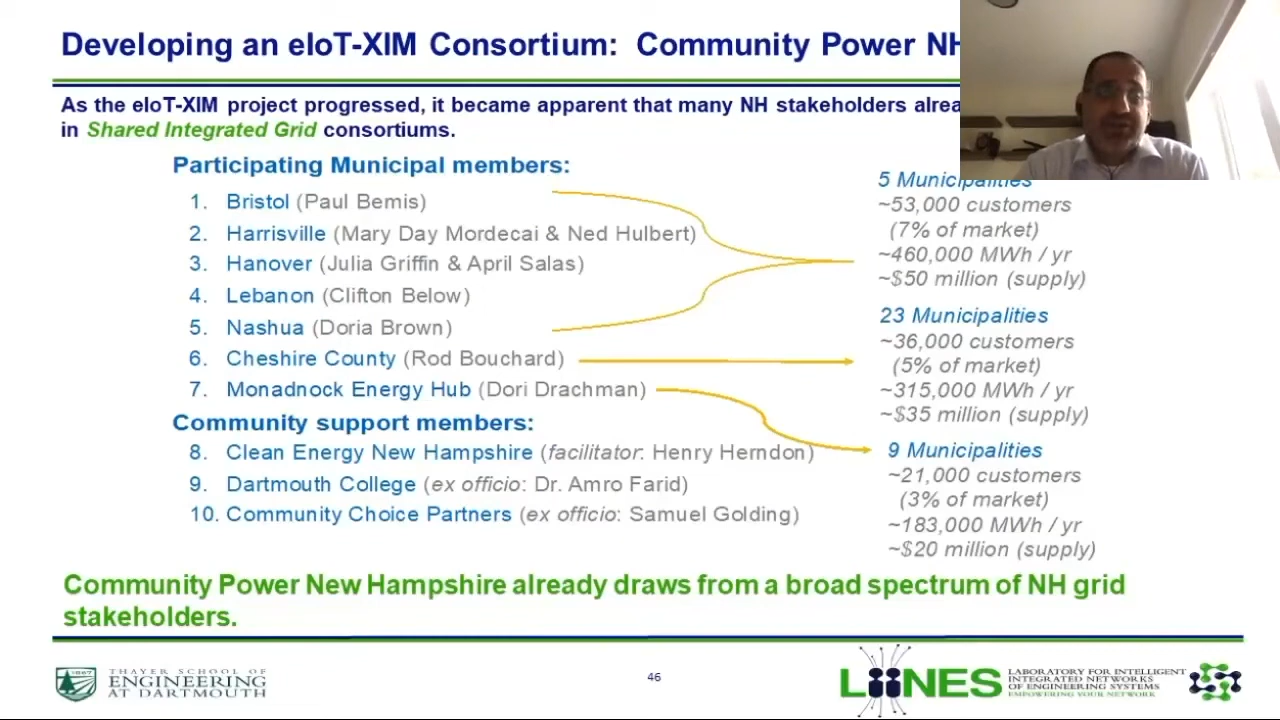 Developing an eIoT-XIM Consortium: Community Power NH
As the eIoT-XIM project progressed, it became apparent that many NH stakeholders
in Shared Integrated Grid consortiums.
Participating Municipal members:
1. Bristol (Paul Bemis)
2. Harrisville (Mary Day Mordecai & Ned Hulbert)
3. Hanover (Julia Griffin & April Salas)
4. Lebanon (Clifton Below)
5. Nashua (Doria Brown)
6. Cheshire County (Rod Bouchard)
7. Monadnock Energy Hub (Dori Drachman)
Community support members:
8. Clean Energy New Hampshire (facilitator: Henry Herndon)
9. Dartmouth College (ex officio: Dr. Amro Farid)
10. Community Choice Partners (ex officio: Samuel Golding)
5 Municipalities
~53,000 customers
(7% of market)
~460,000 MWh / yr
~$50 million (supply)
23 Municipalities
~36,000 customers
(5% of market)
~315,000 MWh / yr
~$35 million (supply)
9 Municipalities
~21,000 customers
(3% of market)
~183,000 MWh / yr
~$20 million (supply)
Community Power New Hampshire already draws from a broad spectrum of NH grid
stakeholders.
1867
THAYER SCHOOL OF
ENGINEERING
AT DARTMOUTH
46
LIINES
LABORATORY FOR INTELLIGENT
INTEGRATED NETWORKS
OF ENGINEERING SYSTEMS
EMPOWERING YOUR NETWORK